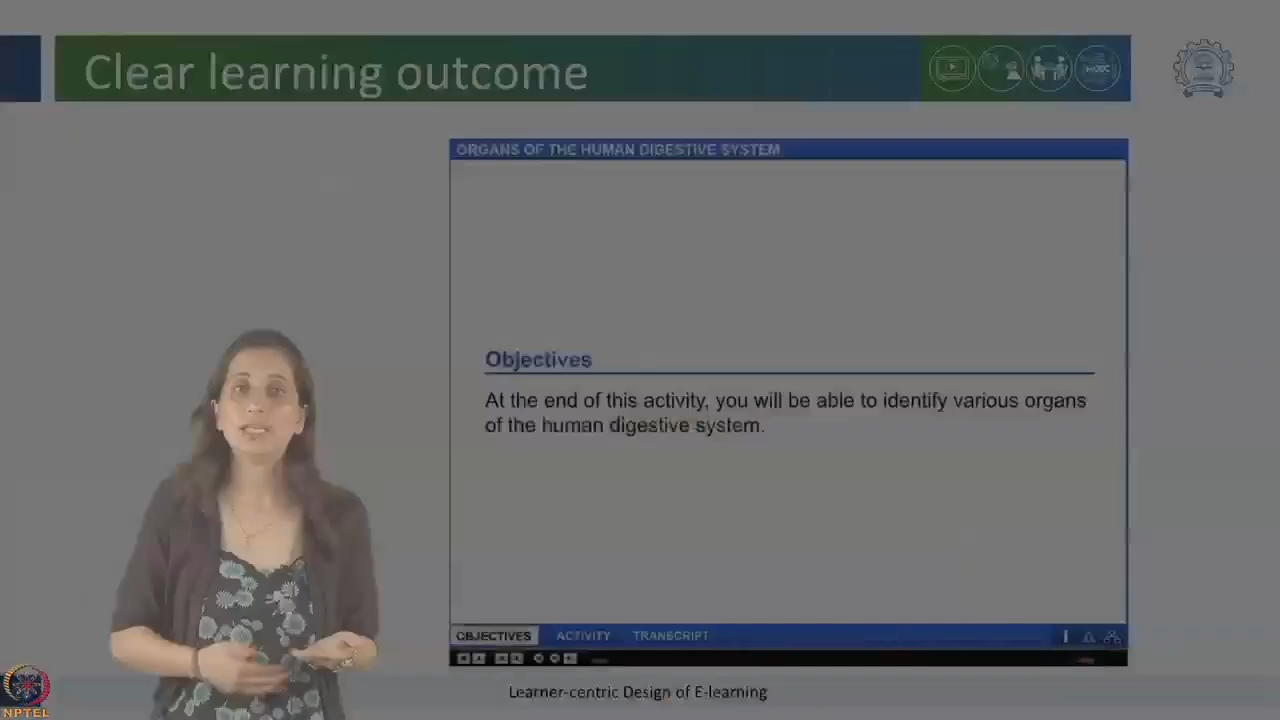 Clear learning outcome
ORGANS OF THE HUMAN DIGESTIVE SYSTEM
Objectives
At the end of this activity, you will be able to identify various organs
of the human digestive system.
OBJECTIVES ACTIVITY TRANSCRIPT
Learner-centric Design of E-learning
NPTEL